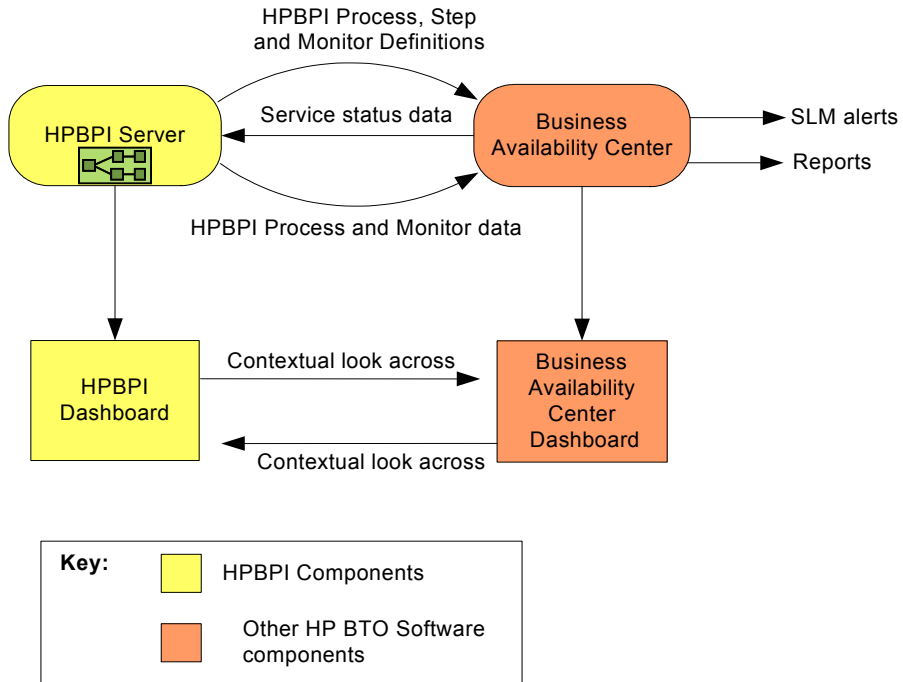 HPBPI Process, Step
and Monitor Definitions
HPBPI Server
Service status data
Business
Availability Center
SLM alerts
Reports
HPBPI Process and Monitor data
HPBPI
Dashboard
Contextual look across
Business
Availability
Center
Dashboard
Contextual look across
Key:
HPBPI Components
Other HP BTO Software
components